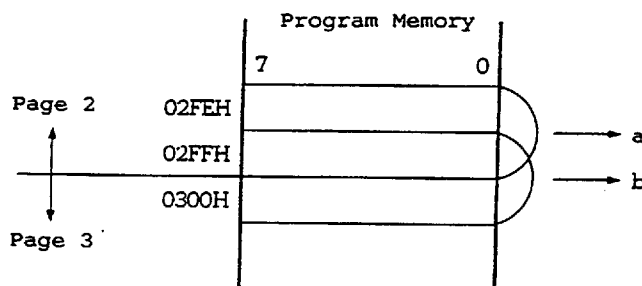 Program Memory
7 0
Page 2
02FEH
a
02FFH
b
0300H
Page 3